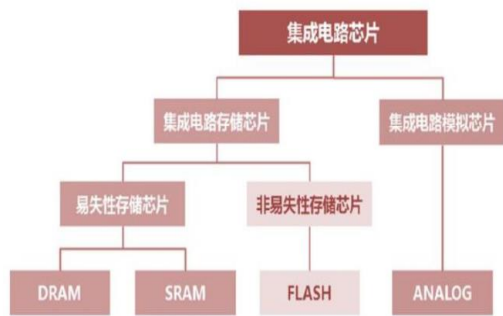 集成电路芯片
集成电路存储芯片
集成电路模拟芯片
易失性存储芯片
非易失性存储芯片
DRAM
SRAM
FLASH
ANALOG